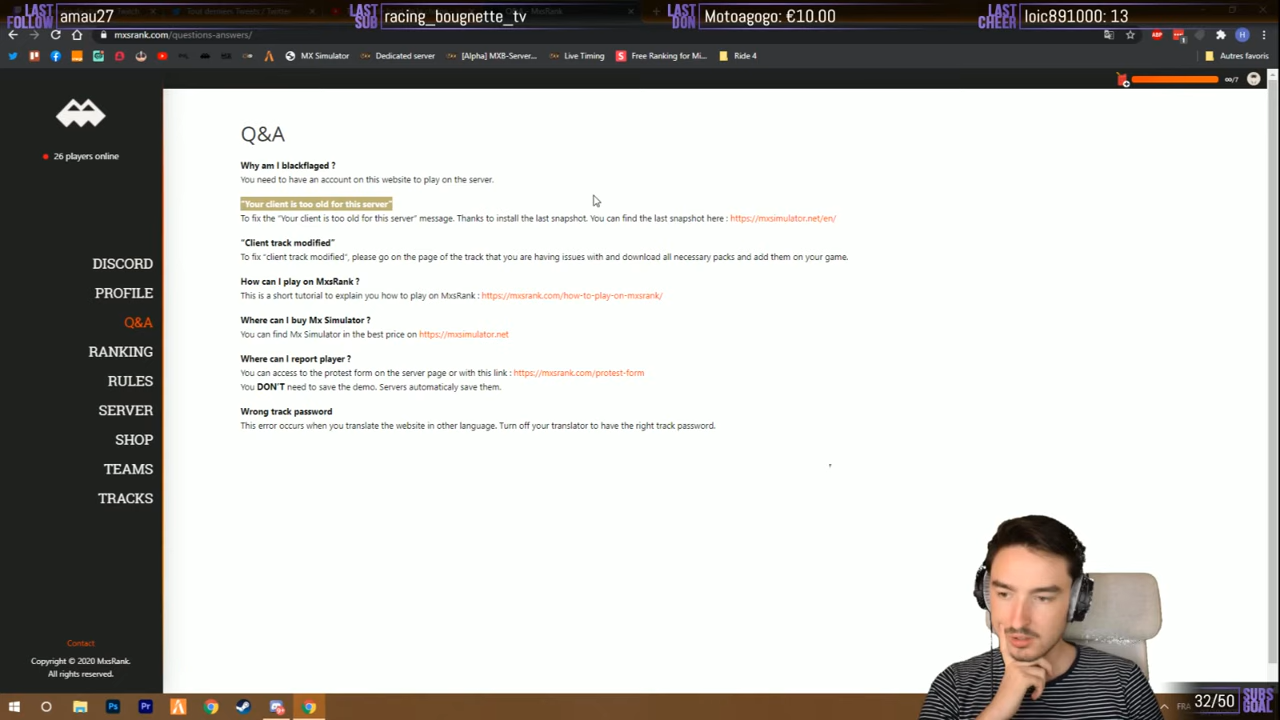 LAST FOLLOW amau27
LAST SUB racing_bougnette_tv
LAST DON Motoagogo: €10.00
LAST CHEER loic891000: 13
mxsrank.com/questions-answers/
MX Simulator
Dedicated server
[Alpha] MXB-Server...
Live Timing
Free Ranking for Mi...
Ride 4
Autres favoris
∞/7
26 players online
DISCORD
PROFILE
Q&A
RANKING
RULES
SERVER
SHOP
TEAMS
TRACKS
Contact
Copyright © 2020 MxsRank.
All rights reserved.
Q&A
Why am I blackflaged ?
You need to have an account on this website to play on the server.
"Your client is too old for this server"
To fix the "Your client is too old for this server" message. Thanks to install the last snapshot. You can find the last snapshot here : https://mxsimulator.net/en/
"Client track modified"
To fix "client track modified", please go on the page of the track that you are having issues with and download all necessary packs and add them on your game.
How can I play on MxsRank ?
This is a short tutorial to explain you how to play on MxsRank : https://mxsrank.com/how-to-play-on-mxsrank/
Where can I buy Mx Simulator ?
You can find Mx Simulator in the best price on https://mxsimulator.net
Where can I report player ?
You can access to the protest form on the server page or with this link : https://mxsrank.com/protest-form
You DON'T need to save the demo. Servers automaticaly save them.
Wrong track password
This error occurs when you translate the website in other language. Turn off your translator to have the right track password.
FRA
32/50
SUBS GOAL